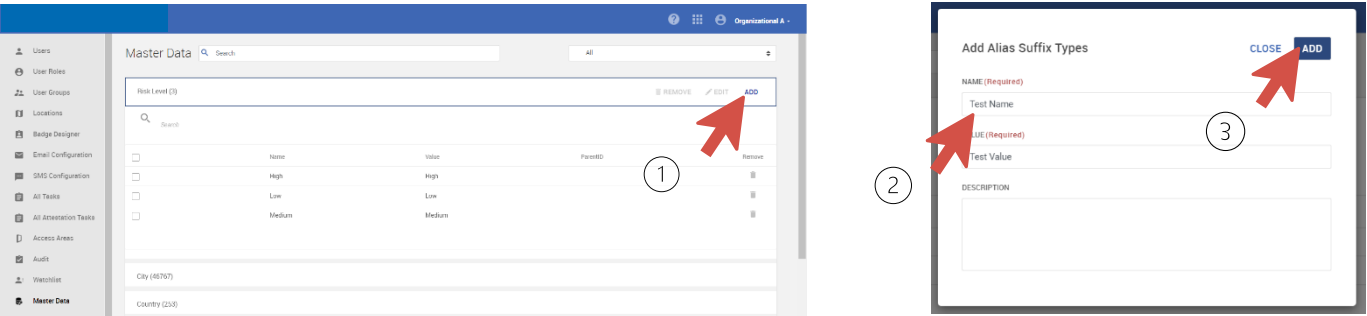 Organizational A
Users
User Roles
User Groups
Locations
Badge Designer
Email Configuration
SMS Configuration
All Tasks
All Attestation Tasks
Access Areas
Audit
Watchlist
Master Data
Master Data Search All
Risk Level (3) REMOVE EDIT ADD
Search
Name Value ParentID Remove
High High
Low Low
Medium Medium
City (48767)
Country (253)
1
Add Alias Suffix Types CLOSE ADD
NAME (Required)
Test Name
LUE (Required)
Test Value
DESCRIPTION
2
3